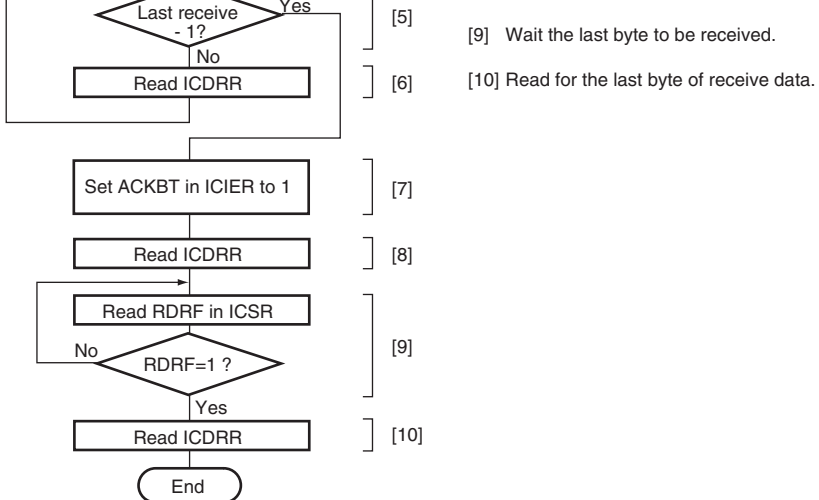 Last receive
- 1?
Yes
[5]
No
Read ICDRR
[6]
Set ACKBT in ICIER to 1
[7]
Read ICDRR
[8]
Read RDRF in ICSR
No
RDRF=1 ?
[9]
Yes
Read ICDRR
[10]
End
[9] Wait the last byte to be received.
[10] Read for the last byte of receive data.